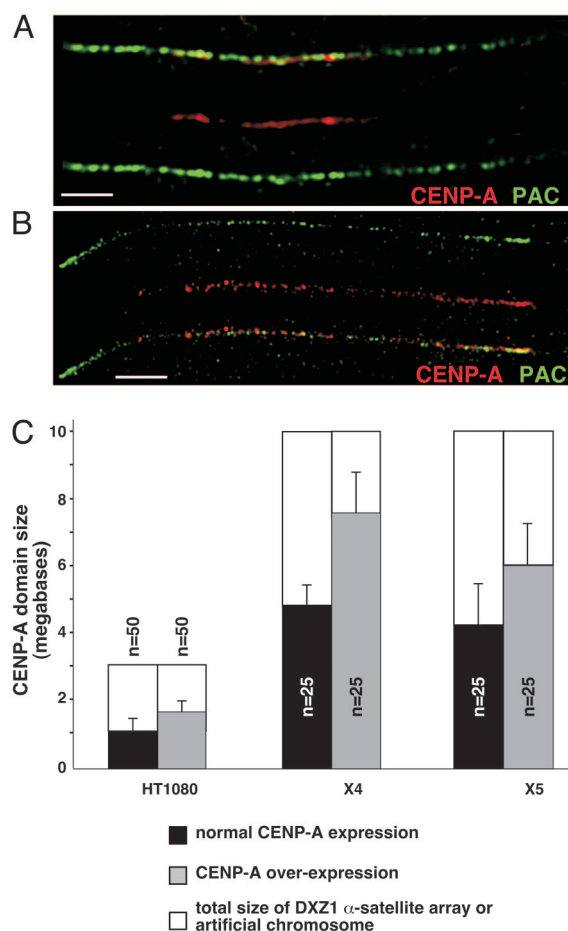 A
CENP-A PAC
B
CENP-A PAC
C
CENP-A domain size
(megabases)
10
8
6
4
2
0
n=50
n=50
n=25
n=25
n=25
n=25
HT1080
X4
X5
normal CENP-A expression
CENP-A over-expression
total size of DXZ1 α-satellite array or
artificial chromosome